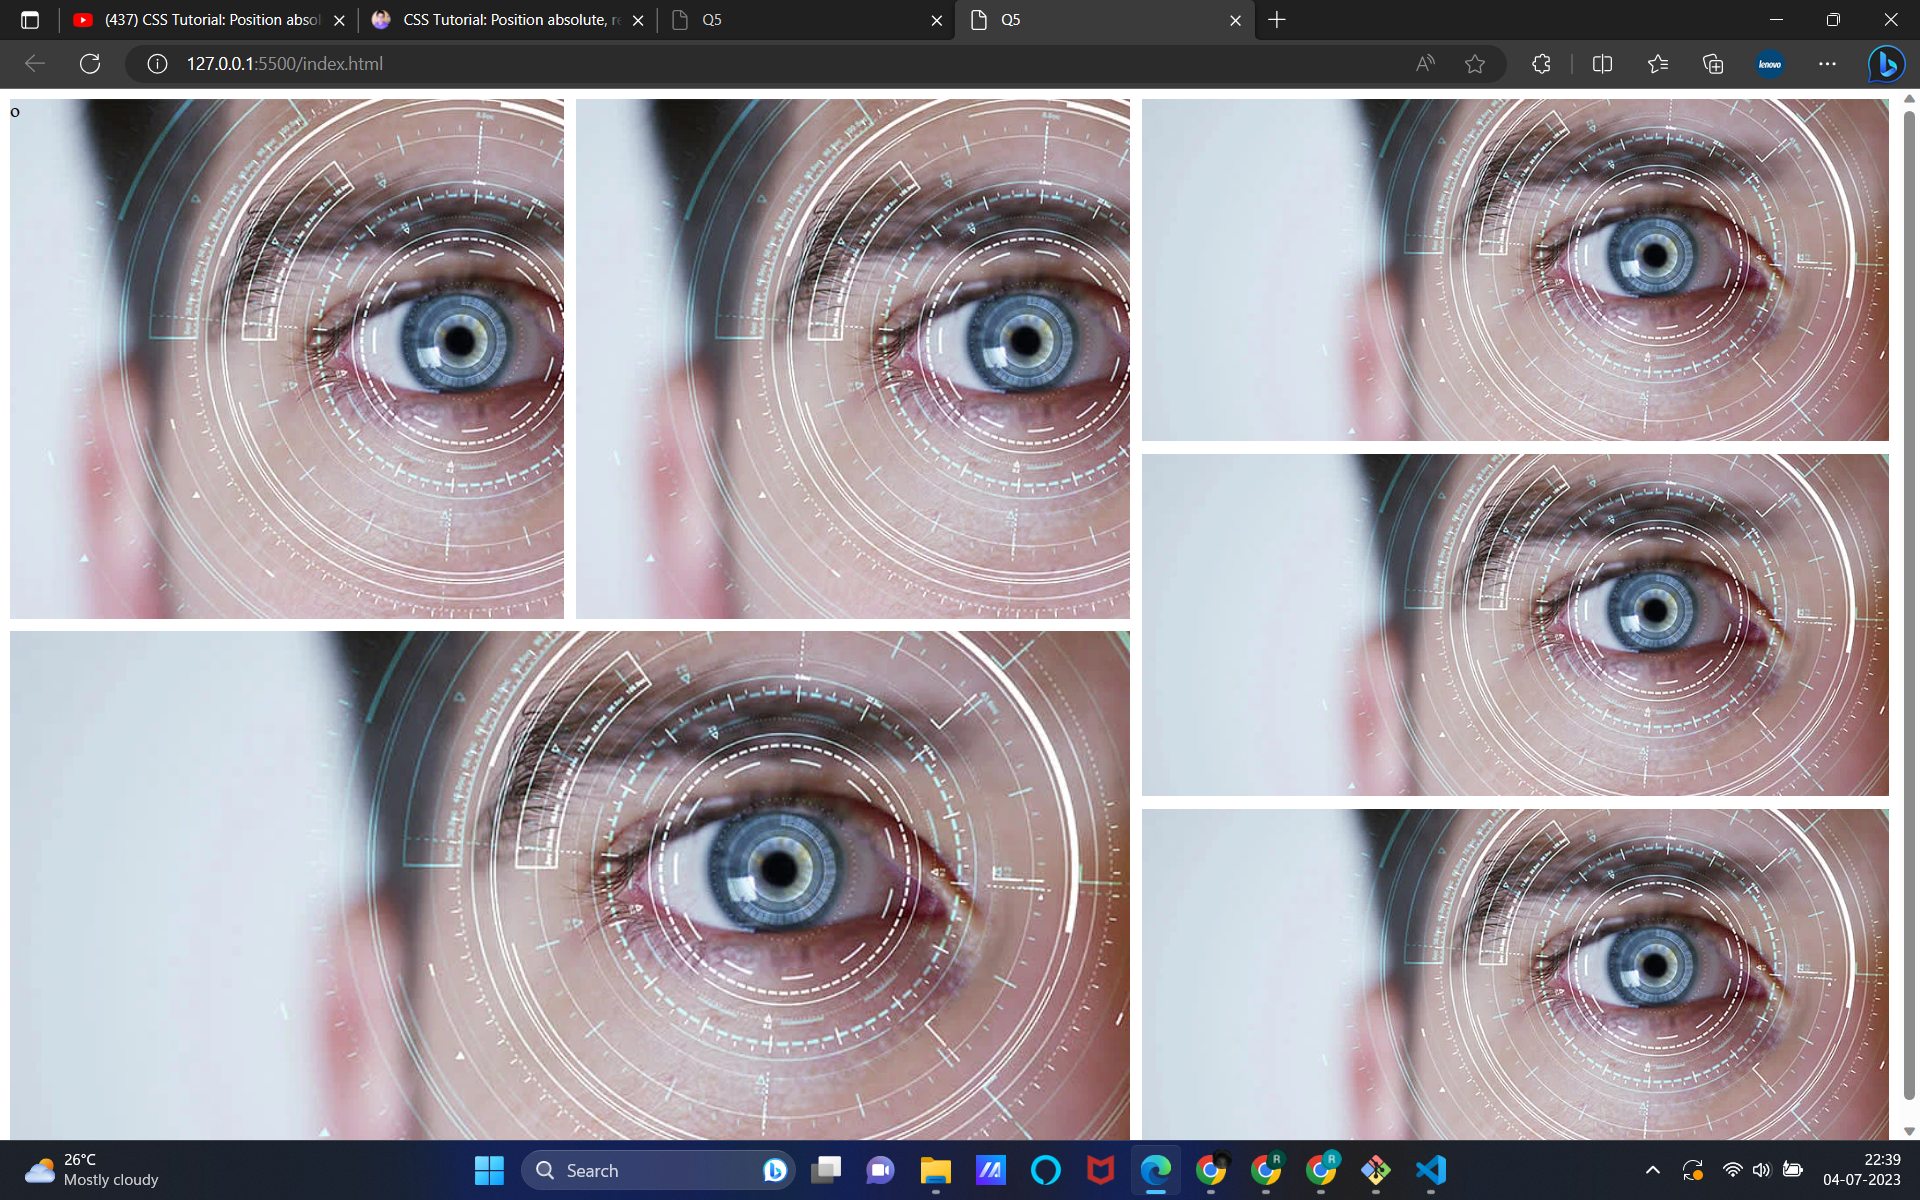 (437) CSS Tutorial: Position absol
CSS Tutorial: Position absolute, re
Q5
Q5
127.0.0.1:5500/index.html
lenovo
o
26°C
Mostly cloudy
Search
R
R
22:39
04-07-2023